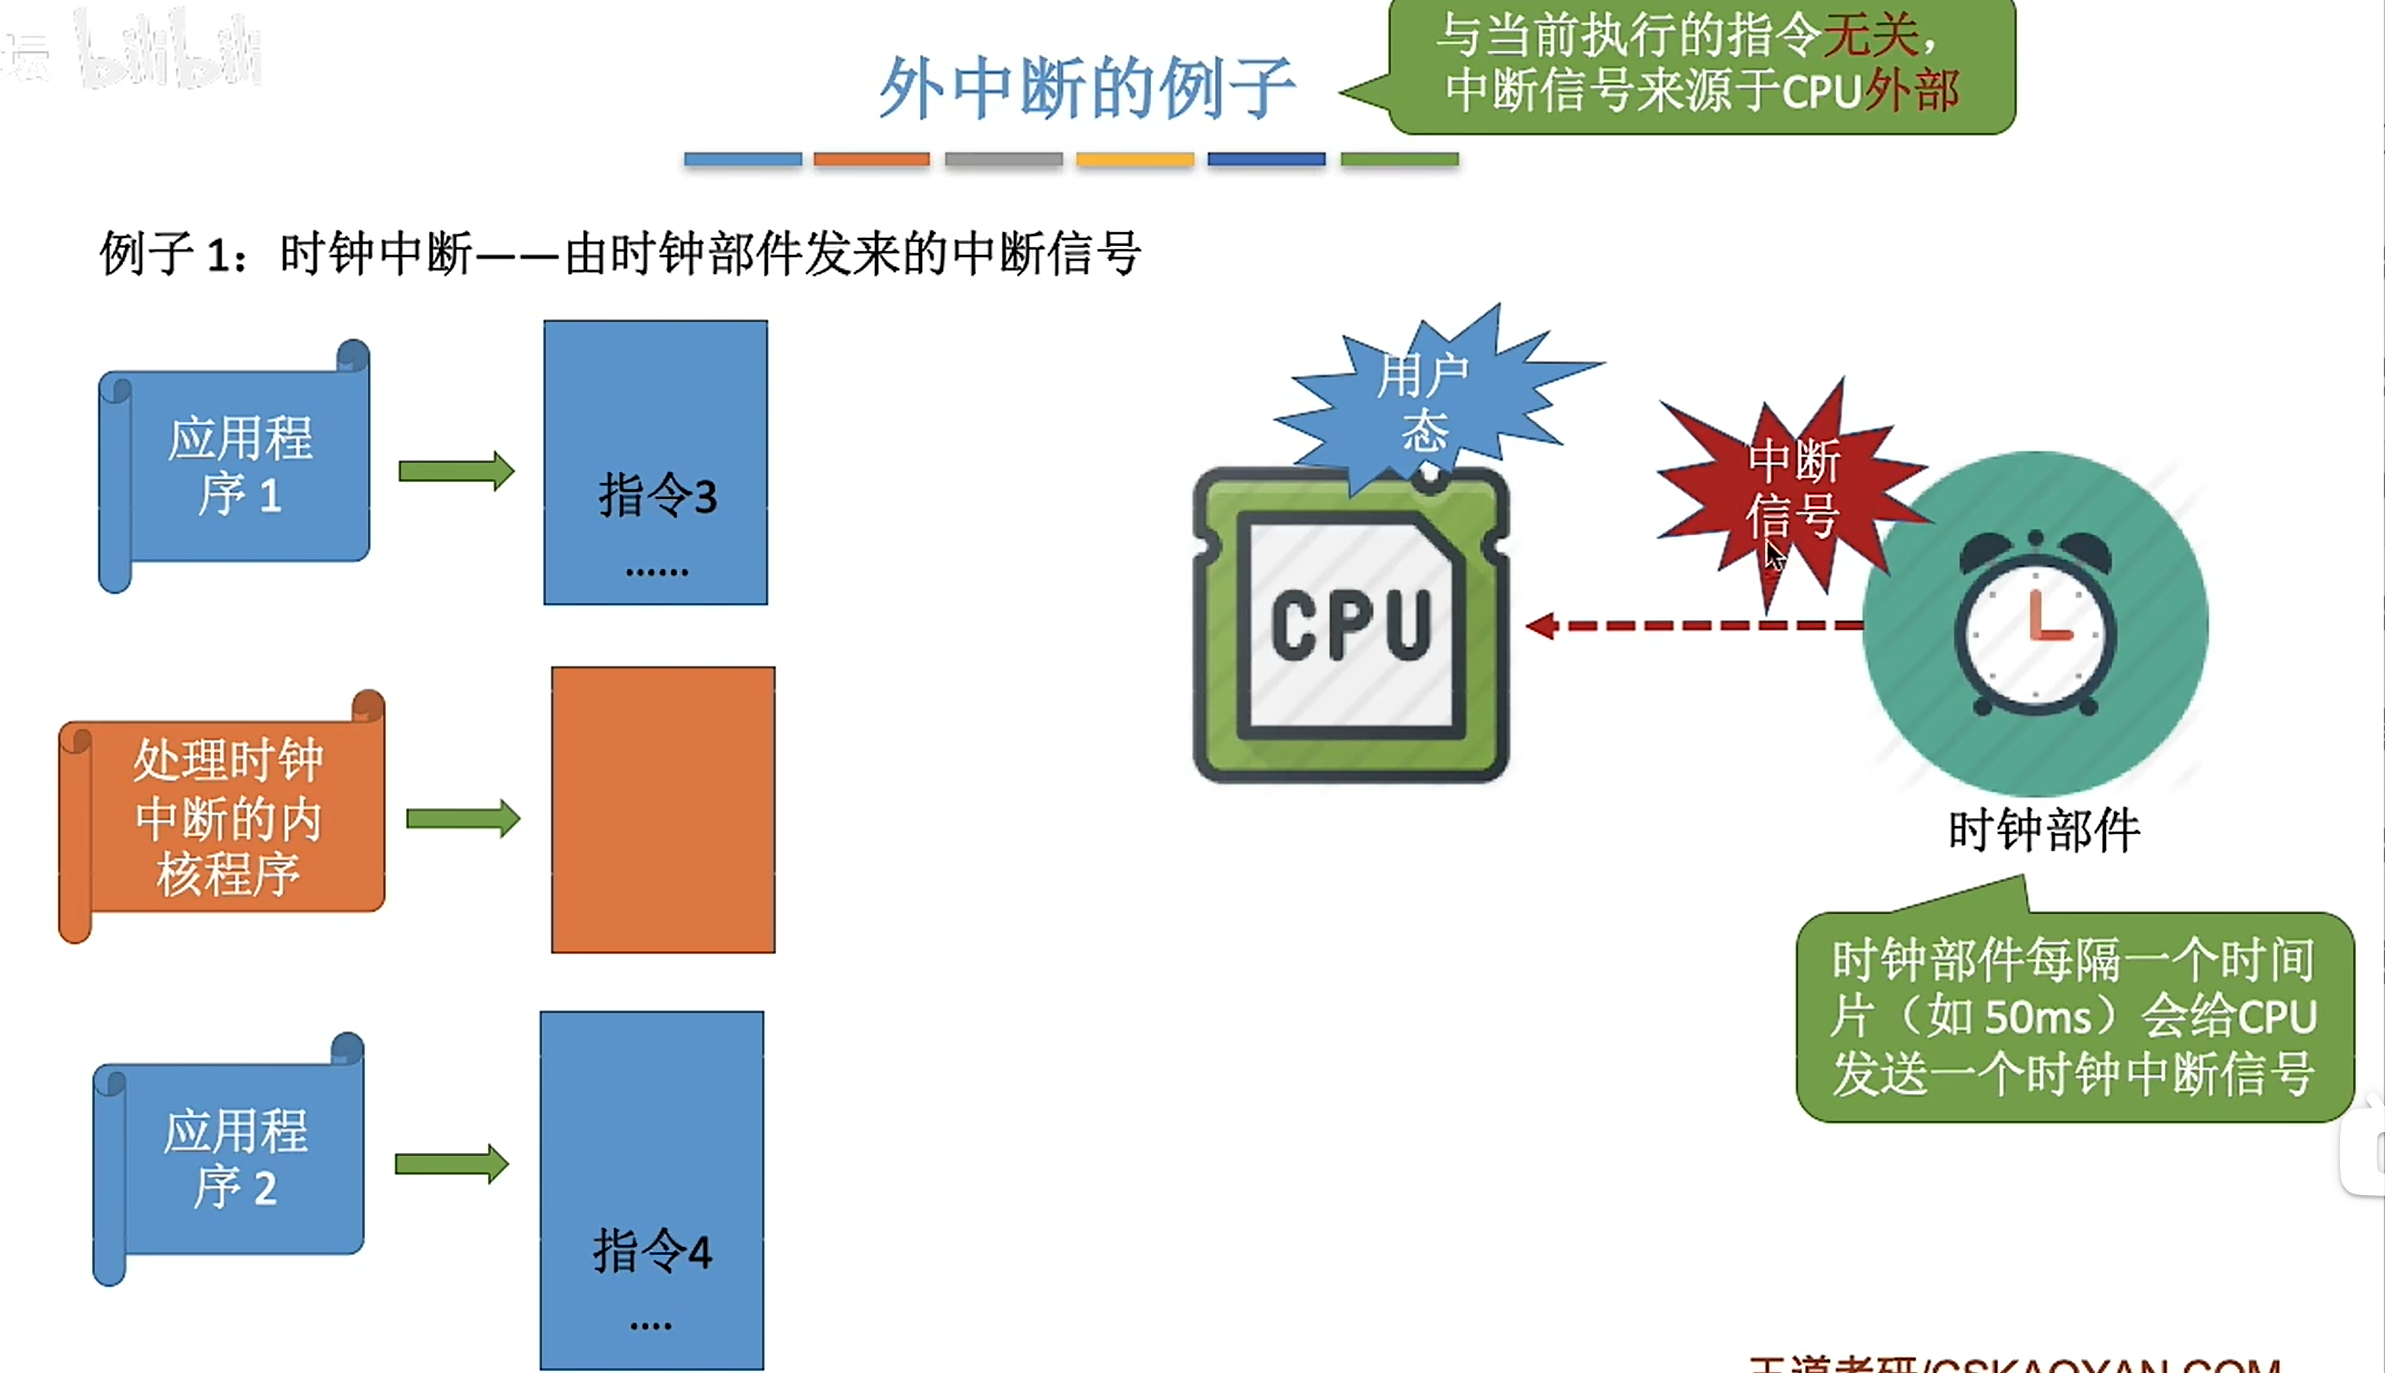 坛 bilibili
外中断的例子
与当前执行的指令无关，
中断信号来源于CPU外部
例子 1：时钟中断——由时钟部件发来的中断信号
应用程
序 1
指令3
......
用户
态
中断
信号
CPU
时钟部件
处理时钟
中断的内
核程序
时钟部件每隔一个时间
片（如 50ms）会给CPU
发送一个时钟中断信号
应用程
序 2
指令4
....
王道考研/CSKAOYAN.COM